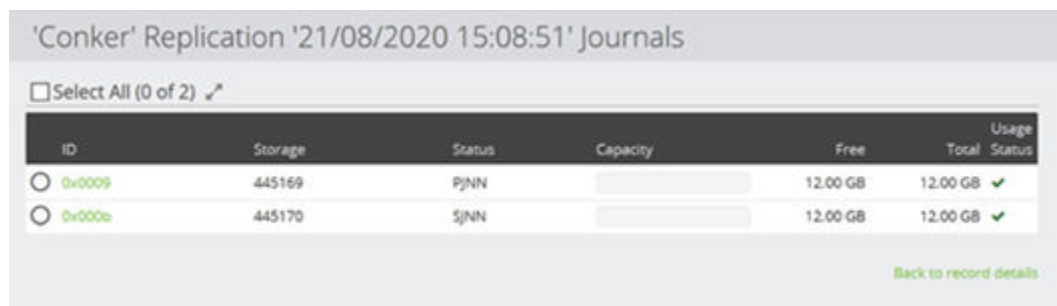 'Conker' Replication '21/08/2020 15:08:51' Journals
Select All (0 of 2)
ID Storage Status Capacity Free Total Usage Status
0x0009 445169 PJNN 12.00 GB 12.00 GB
0x000b 445170 SJNN 12.00 GB 12.00 GB
Back to record details